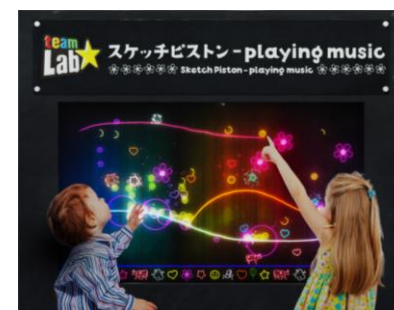 team
Lab
スケッチピストン - playing music
Sketch Piston - playing music